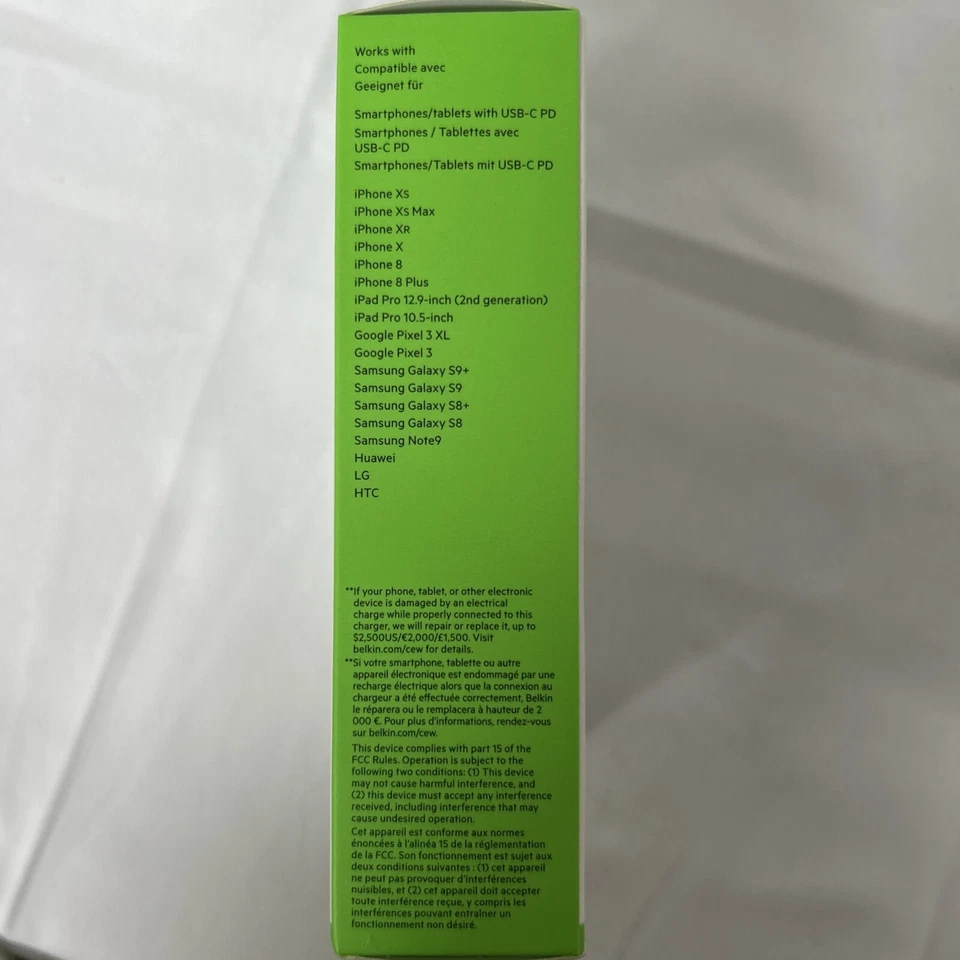 Works with
Compatible avec
Geeignet für
Smartphones/tablets with USB-C PD
Smartphones / Tablettes avec
USB-C PD
Smartphones/Tablets mit USB-C PD
iPhone XS
iPhone XS Max
iPhone XR
iPhone X
iPhone 8
iPhone 8 Plus
iPad Pro 12.9-inch (2nd generation)
iPad Pro 10.5-inch
Google Pixel 3 XL
Google Pixel 3
Samsung Galaxy S9+
Samsung Galaxy S9
Samsung Galaxy S8+
Samsung Galaxy S8
Samsung Note9
Huawei
LG
HTC
**If your phone, tablet, or other electronic
device is damaged by an electrical
charge while properly connected to this
charger, we will repair or replace it, up to
$2,500US/€2,000/£1,500. Visit
belkin.com/cew for details.
**Si votre smartphone, tablette ou autre
appareil électronique est endommagé par une
recharge électrique alors que la connexion au
chargeur a été effectuée correctement, Belkin
le réparera ou le remplacera à hauteur de 2
000 €. Pour plus d'informations, rendez-vous
sur belkin.com/cew.
This device complies with part 15 of the
FCC Rules. Operation is subject to the
following two conditions: (1) This device
may not cause harmful interference, and
(2) this device must accept any interference
received, including interference that may
cause undesired operation.
Cet appareil est conforme aux normes
énoncées à l'alinéa 15 de la réglementation
de la FCC. Son fonctionnement est sujet aux
deux conditions suivantes : (1) cet appareil
ne peut pas provoquer d'interférences
nuisibles, et (2) cet appareil doit accepter
toute interférence reçue, y compris les
interférences pouvant entraîner un
fonctionnement non désiré.